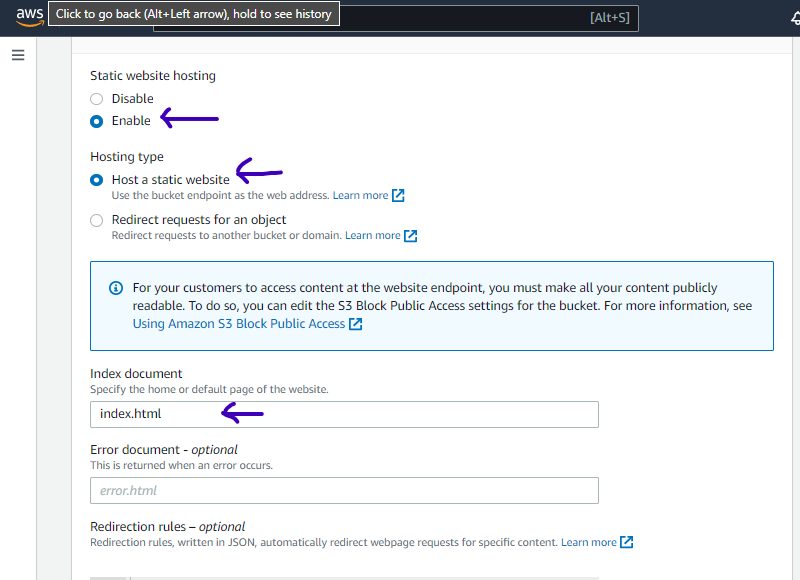 aws
Click to go back (Alt+Left arrow), hold to see history
[Alt+S]
Static website hosting
Disable
Enable
Hosting type
Host a static website
Use the bucket endpoint as the web address. Learn more
Redirect requests for an object
Redirect requests to another bucket or domain. Learn more
For your customers to access content at the website endpoint, you must make all your content publicly
readable. To do so, you can edit the S3 Block Public Access settings for the bucket. For more information, see
Using Amazon S3 Block Public Access
Index document
Specify the home or default page of the website.
index.html
Error document - optional
This is returned when an error occurs.
error.html
Redirection rules – optional
Redirection rules, written in JSON, automatically redirect webpage requests for specific content. Learn more